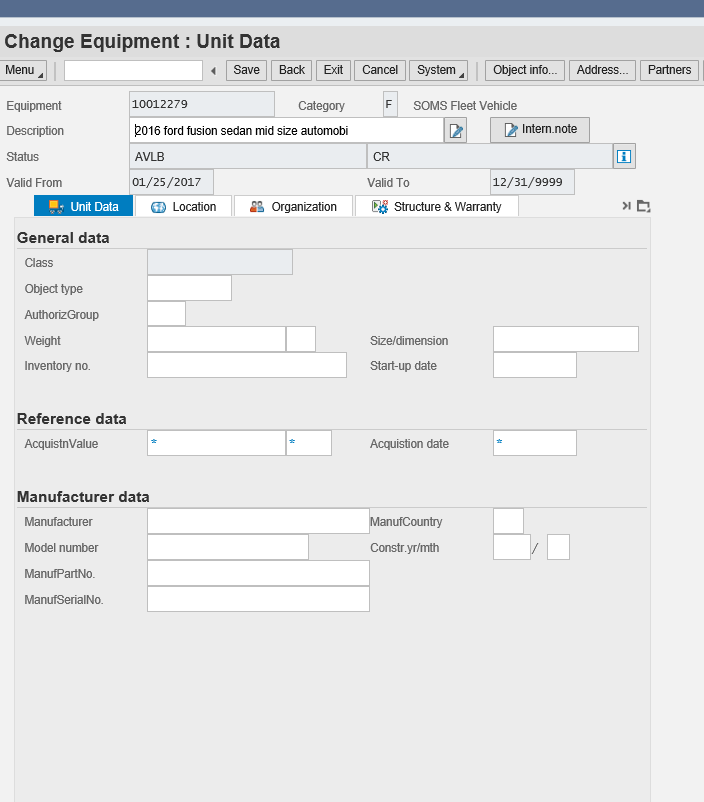 Change Equipment : Unit Data
Menu Save Back Exit Cancel System Object info... Address... Partners
Equipment 10012279 Category F SOMS Fleet Vehicle
Description 2016 ford fusion sedan mid size automobi Intern.note
Status AVLB CR
Valid From 01/25/2017 Valid To 12/31/9999
Unit Data Location Organization Structure & Warranty
General data
Class
Object type
AuthorizGroup
Weight Size/dimension
Inventory no. Start-up date
Reference data
AcquistnValue * * Acquistion date *
Manufacturer data
Manufacturer ManufCountry
Model number Constr.yr/mth /
ManufPartNo.
ManufSerialNo.